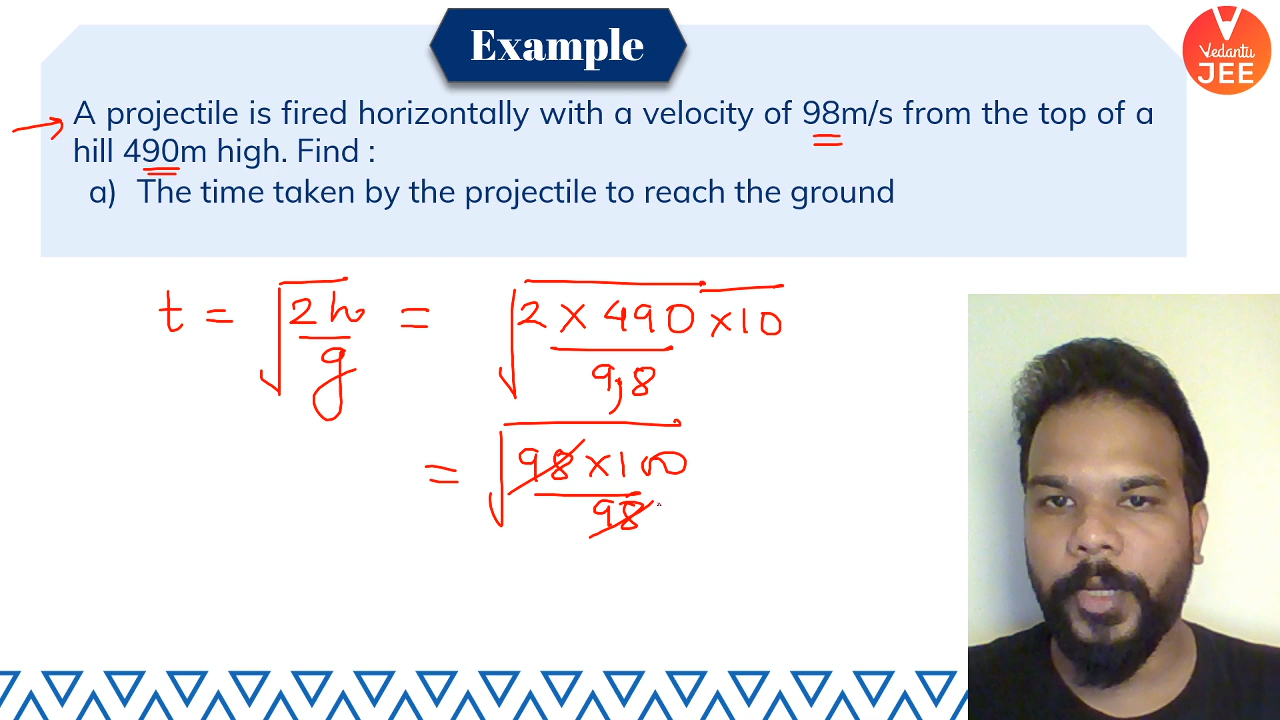 Example
Vedantu
JEE
A projectile is fired horizontally with a velocity of 98m/s from the top of a
hill 490m high. Find :
a) The time taken by the projectile to reach the ground
t = √(2h/g) = √(2 × 490 × 10/9,8)
= √(98 × 100/98)